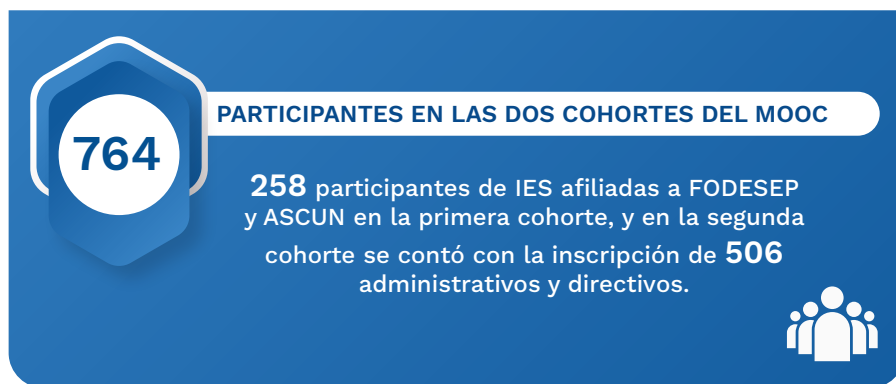 764
PARTICIPANTES EN LAS DOS COHORTES DEL MOOC
258 participantes de IES afiliadas a FODESEP
y ASCUN en la primera cohorte, y en la segunda
cohorte se contó con la inscripción de 506
administrativos y directivos.